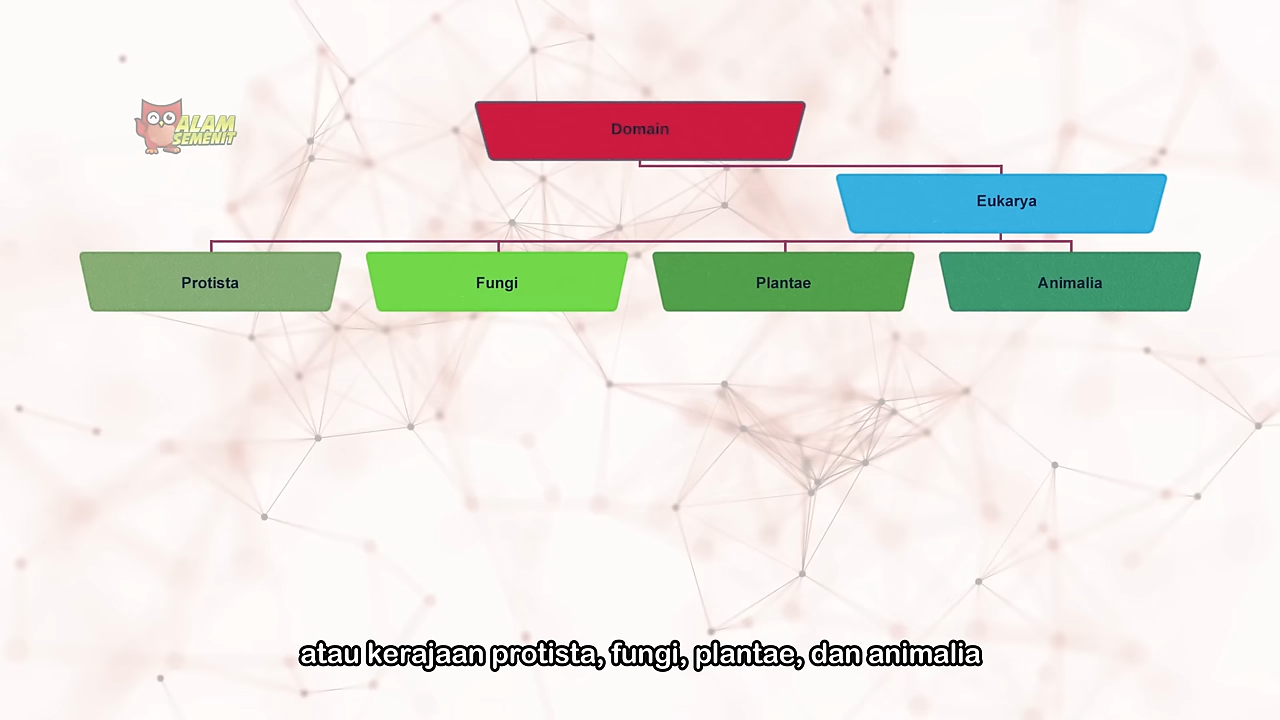 ALAM
SEMENIT
Domain
Eukarya
Protista
Fungi
Plantae
Animalia
atau kerajaan protista, fungi, plantae, dan animalia